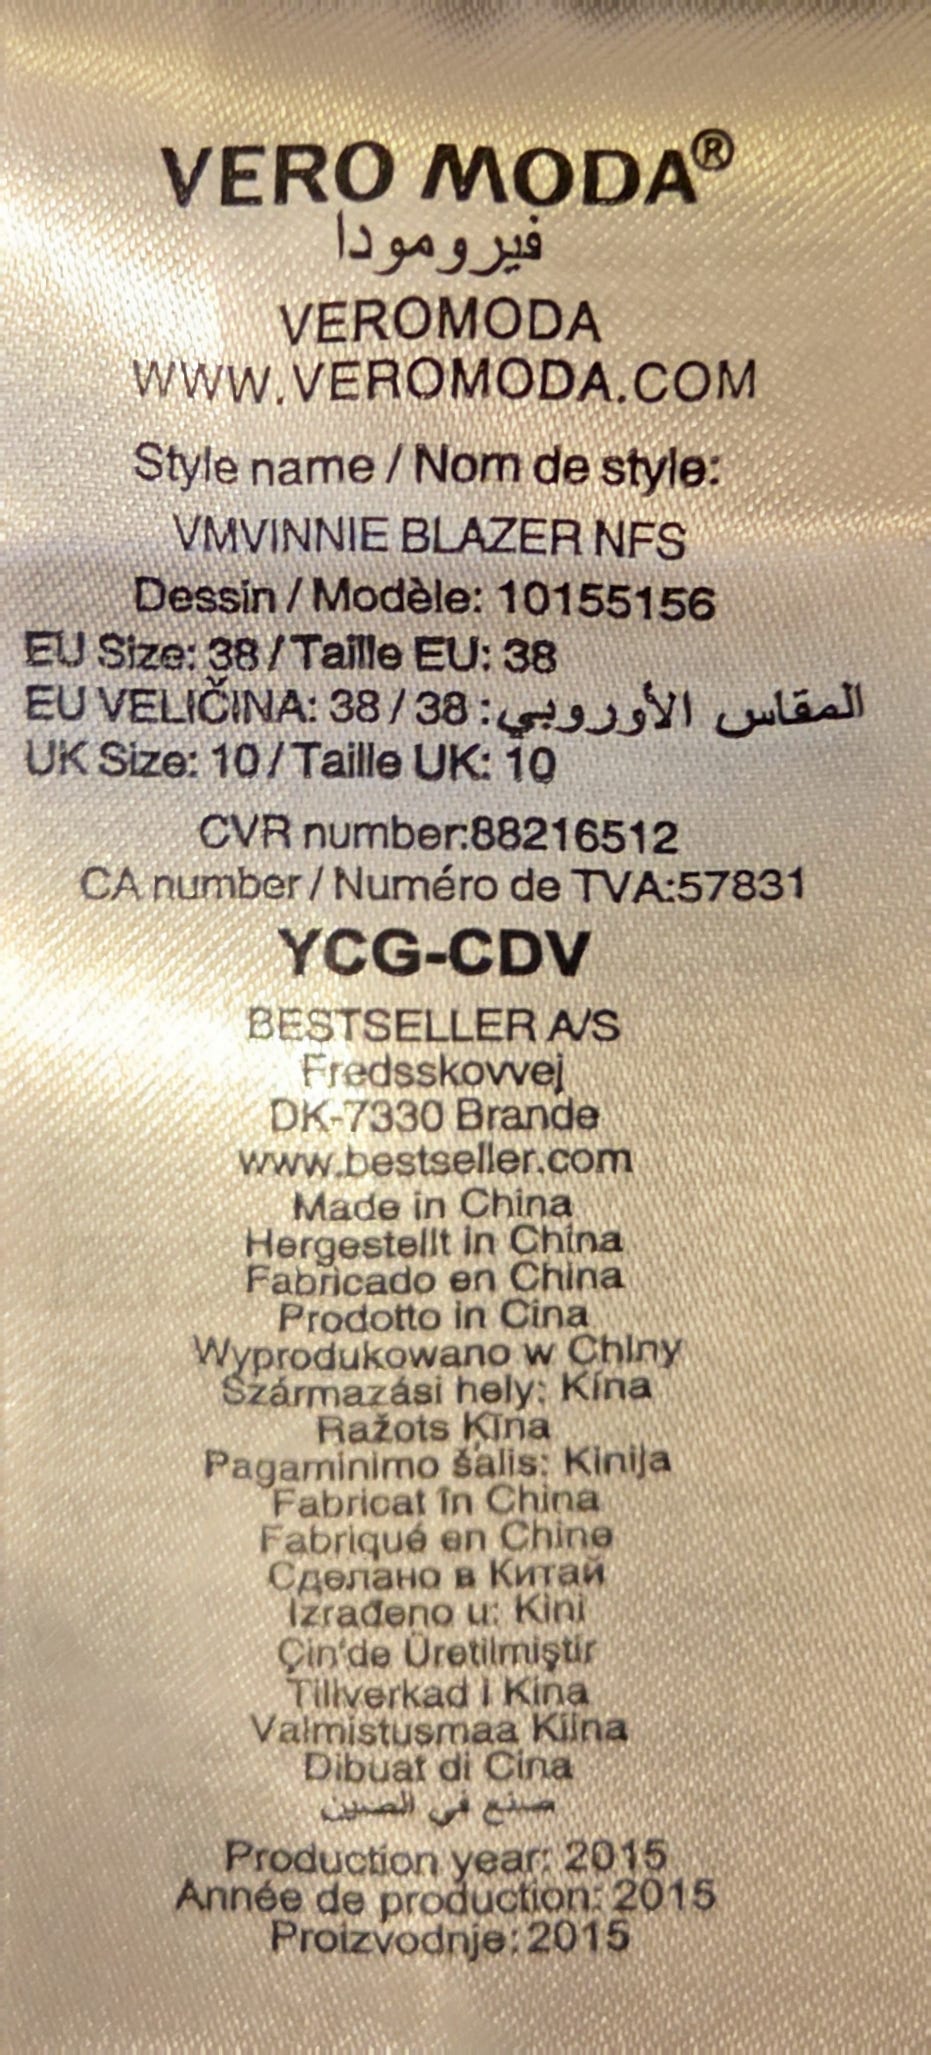 VERO MODA®
فيرومودا
VEROMODA
WWW.VEROMODA.COM
Style name / Nom de style:
VMVINNIE BLAZER NFS
Dessin / Modèle: 10155156
EU Size: 38 / Taille EU: 38
EU VELIČINA: 38 / 38 : المقاس الأوروبي
UK Size: 10 / Taille UK: 10
CVR number:88216512
CA number / Numéro de TVA:57831
YCG-CDV
BESTSELLER A/S
Fredsskovvej
DK-7330 Brande
www.bestseller.com
Made in China
Hergestellt in China
Fabricado en China
Prodotto in Cina
Wyprodukowano w Chiny
Származási hely: Kína
Ražots Ķīna
Pagaminimo šalis: Kinija
Fabricat în China
Fabriqué en Chine
Сделано в Китай
Izrađeno u: Kini
Çin'de Üretilmiştir
Tillverkad i Kina
Valmistusmaa Kiina
Dibuat di Cina
صنع في الصين
Production year: 2015
Année de production: 2015
Proizvodnje: 2015